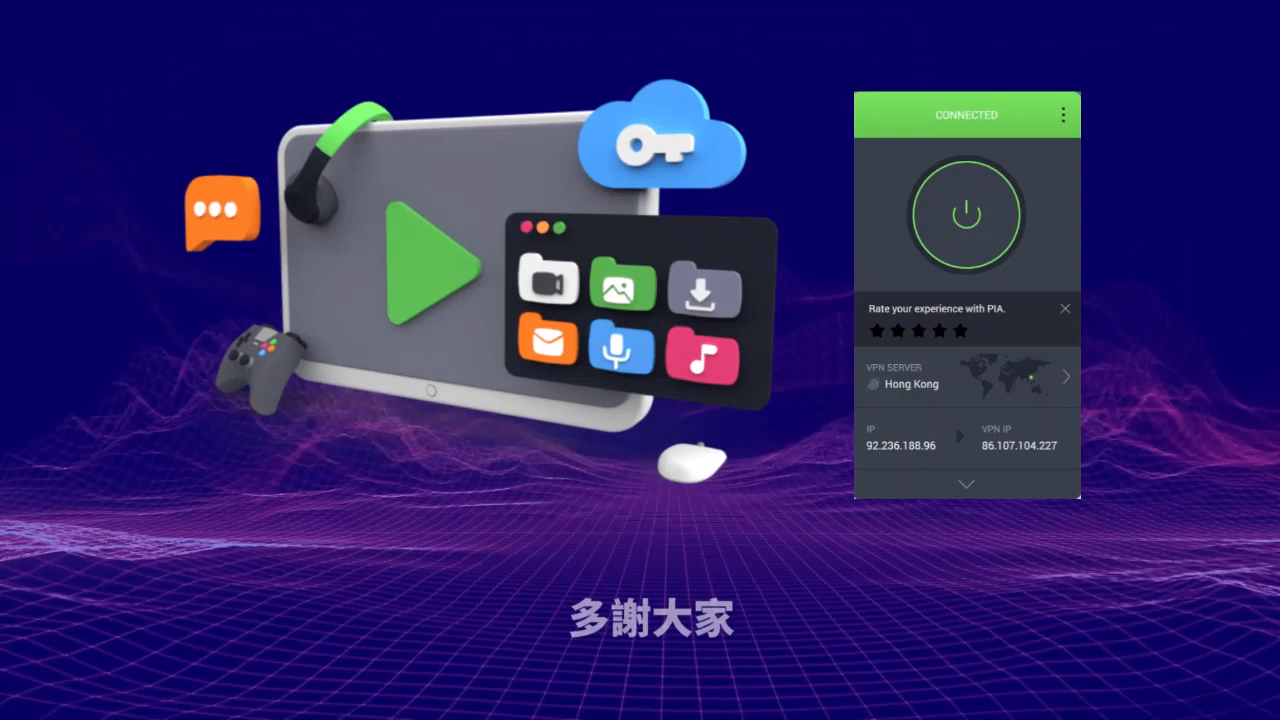 CONNECTED
Rate your experience with PIA.
VPN SERVER
Hong Kong
IP
92.236.188.96
VPN IP
86.107.104.227
多謝大家